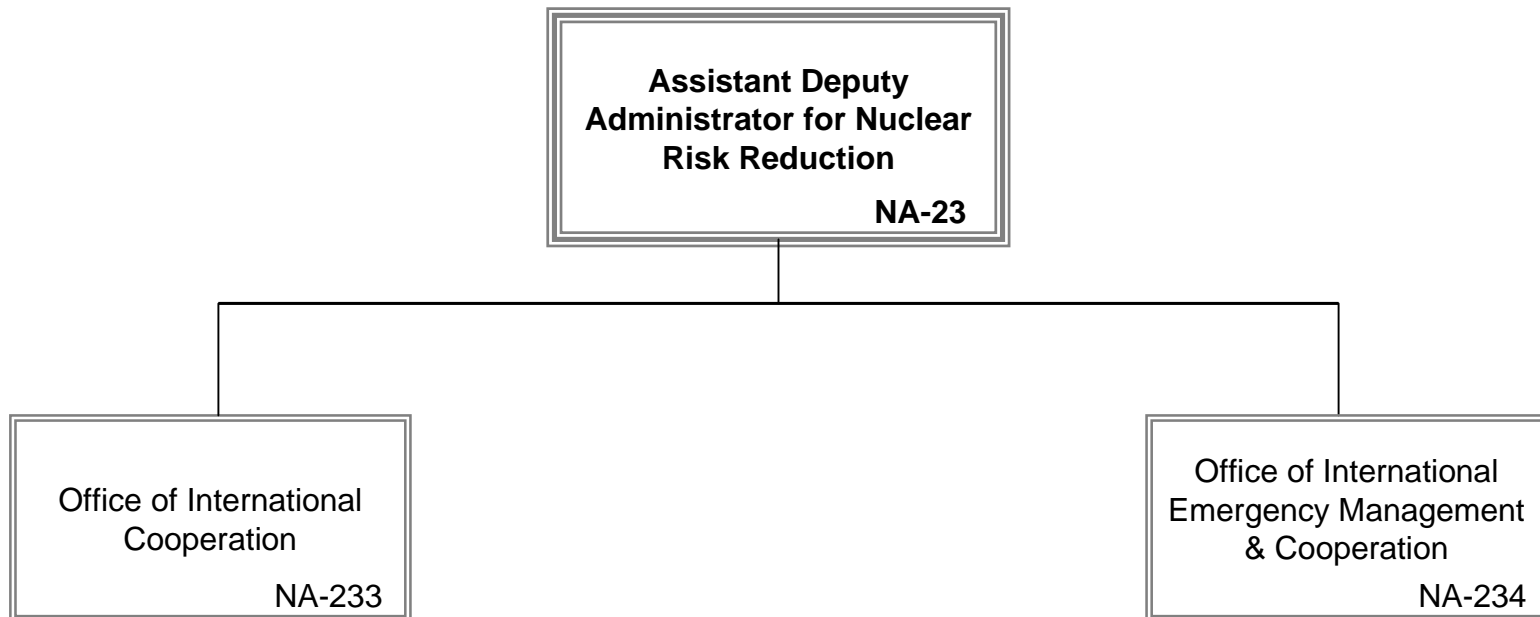 Assistant Deputy
Administrator for Nuclear
Risk Reduction
NA-23
Office of International
Cooperation
NA-233
Office of International
Emergency Management
& Cooperation
NA-234